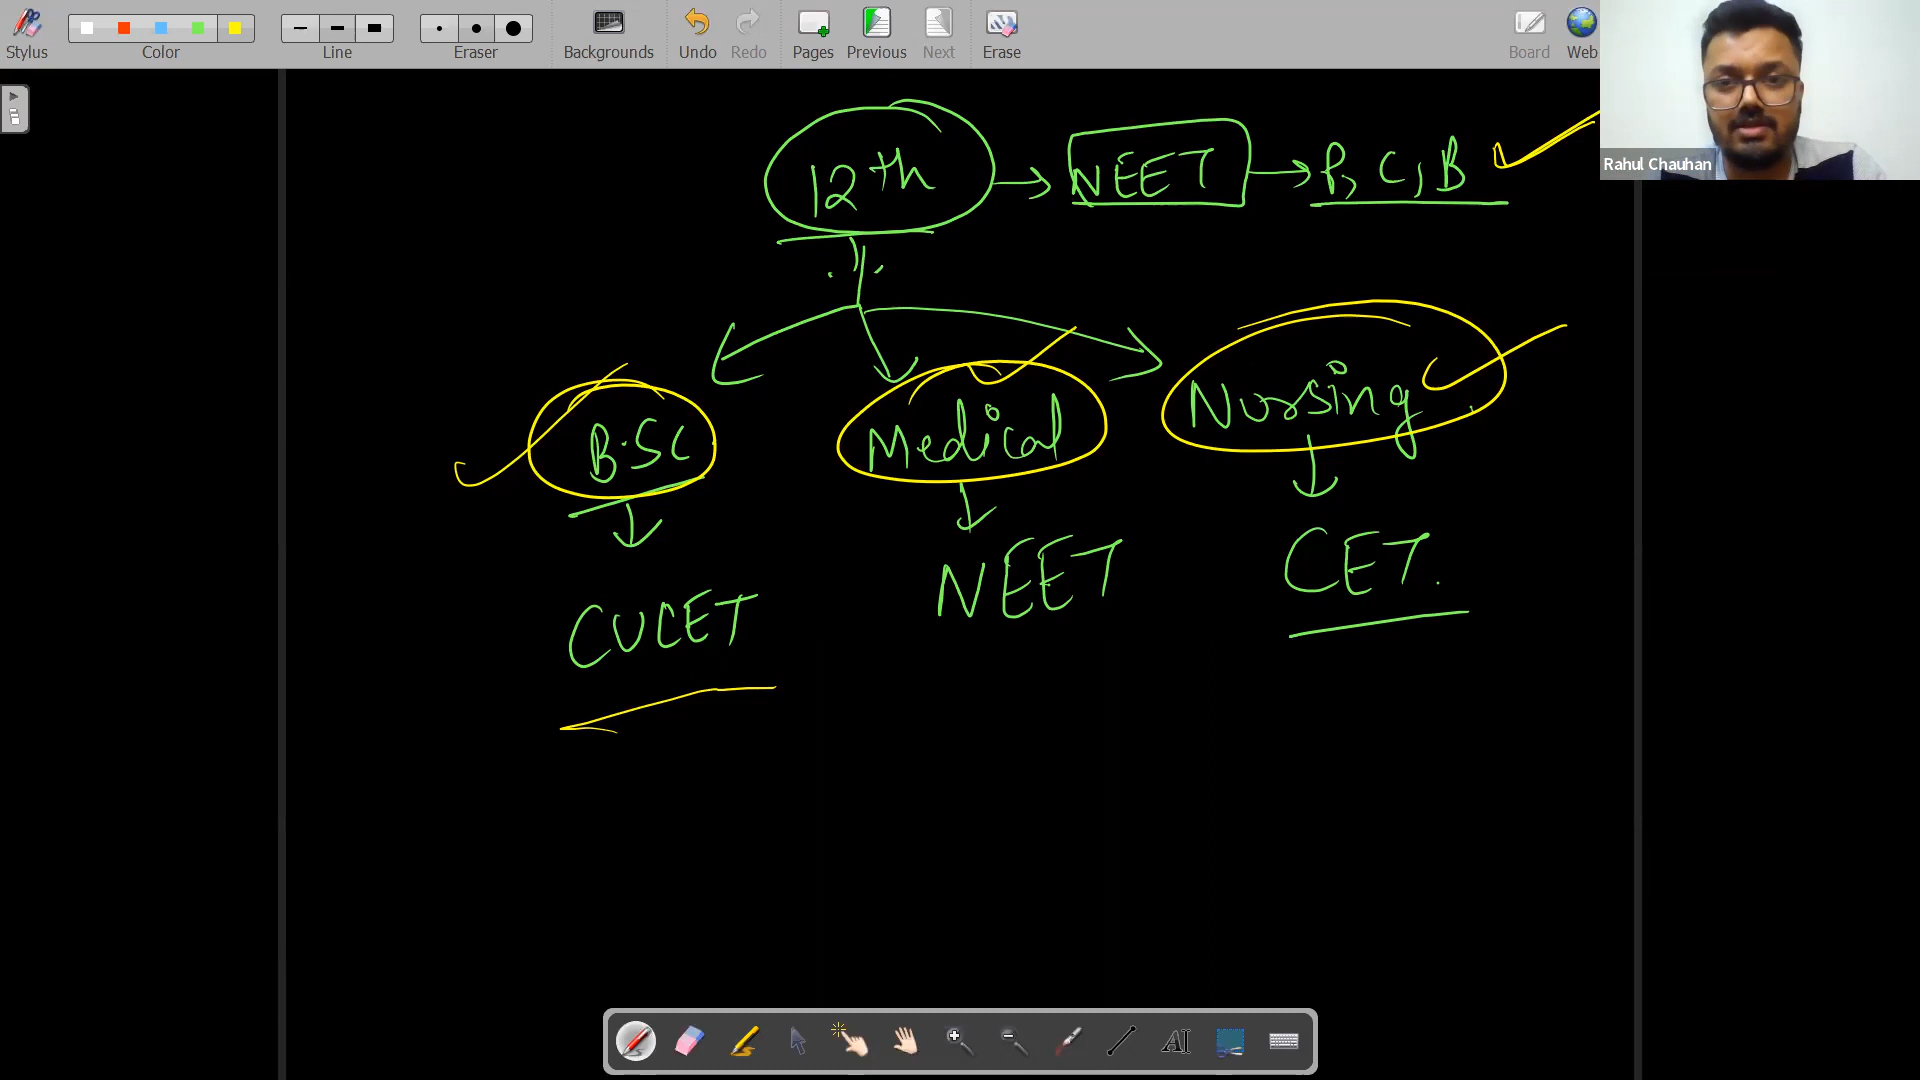 Stylus Color Line Eraser Backgrounds Undo Redo Pages Previous Next Erase Board Web
Rahul Chauhan
12th NEET P, C, B
B.Sc Medical Nursing
CUCET NEET CET.